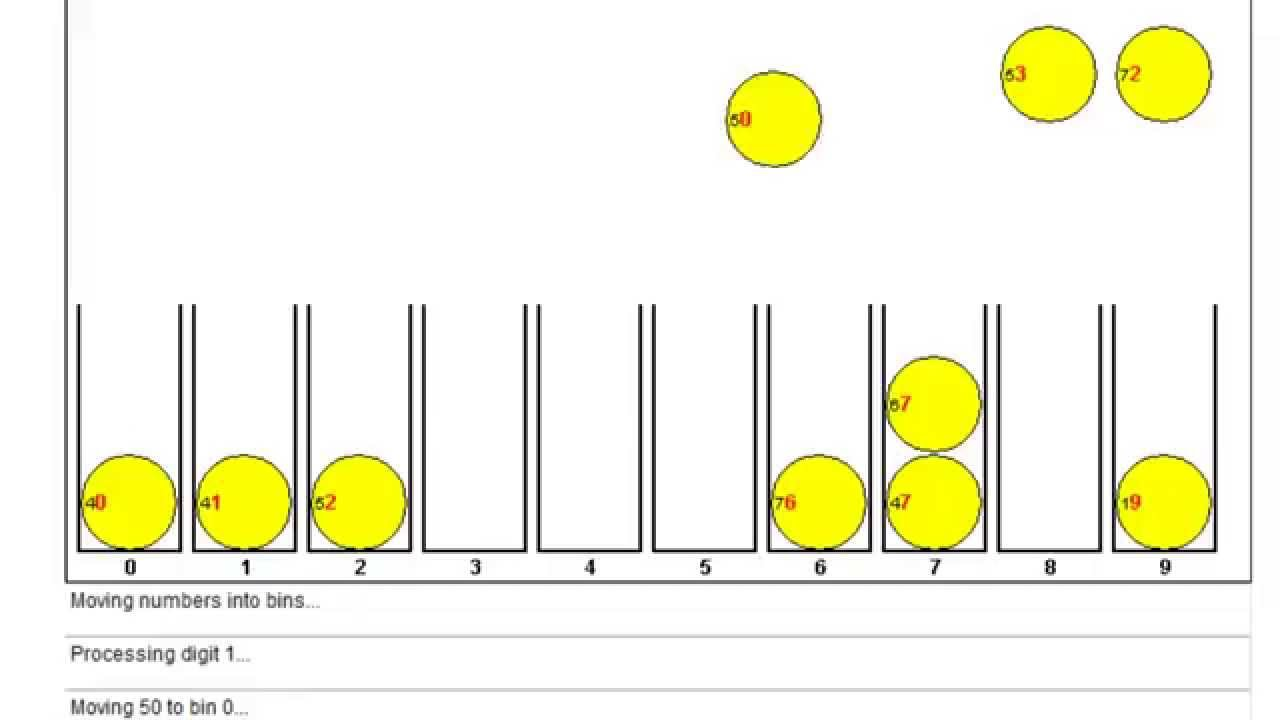 53 72
50
67
40 41 52 76 47 19
0 1 2 3 4 5 6 7 8 9
Moving numbers into bins...
Processing digit 1...
Moving 50 to bin 0...